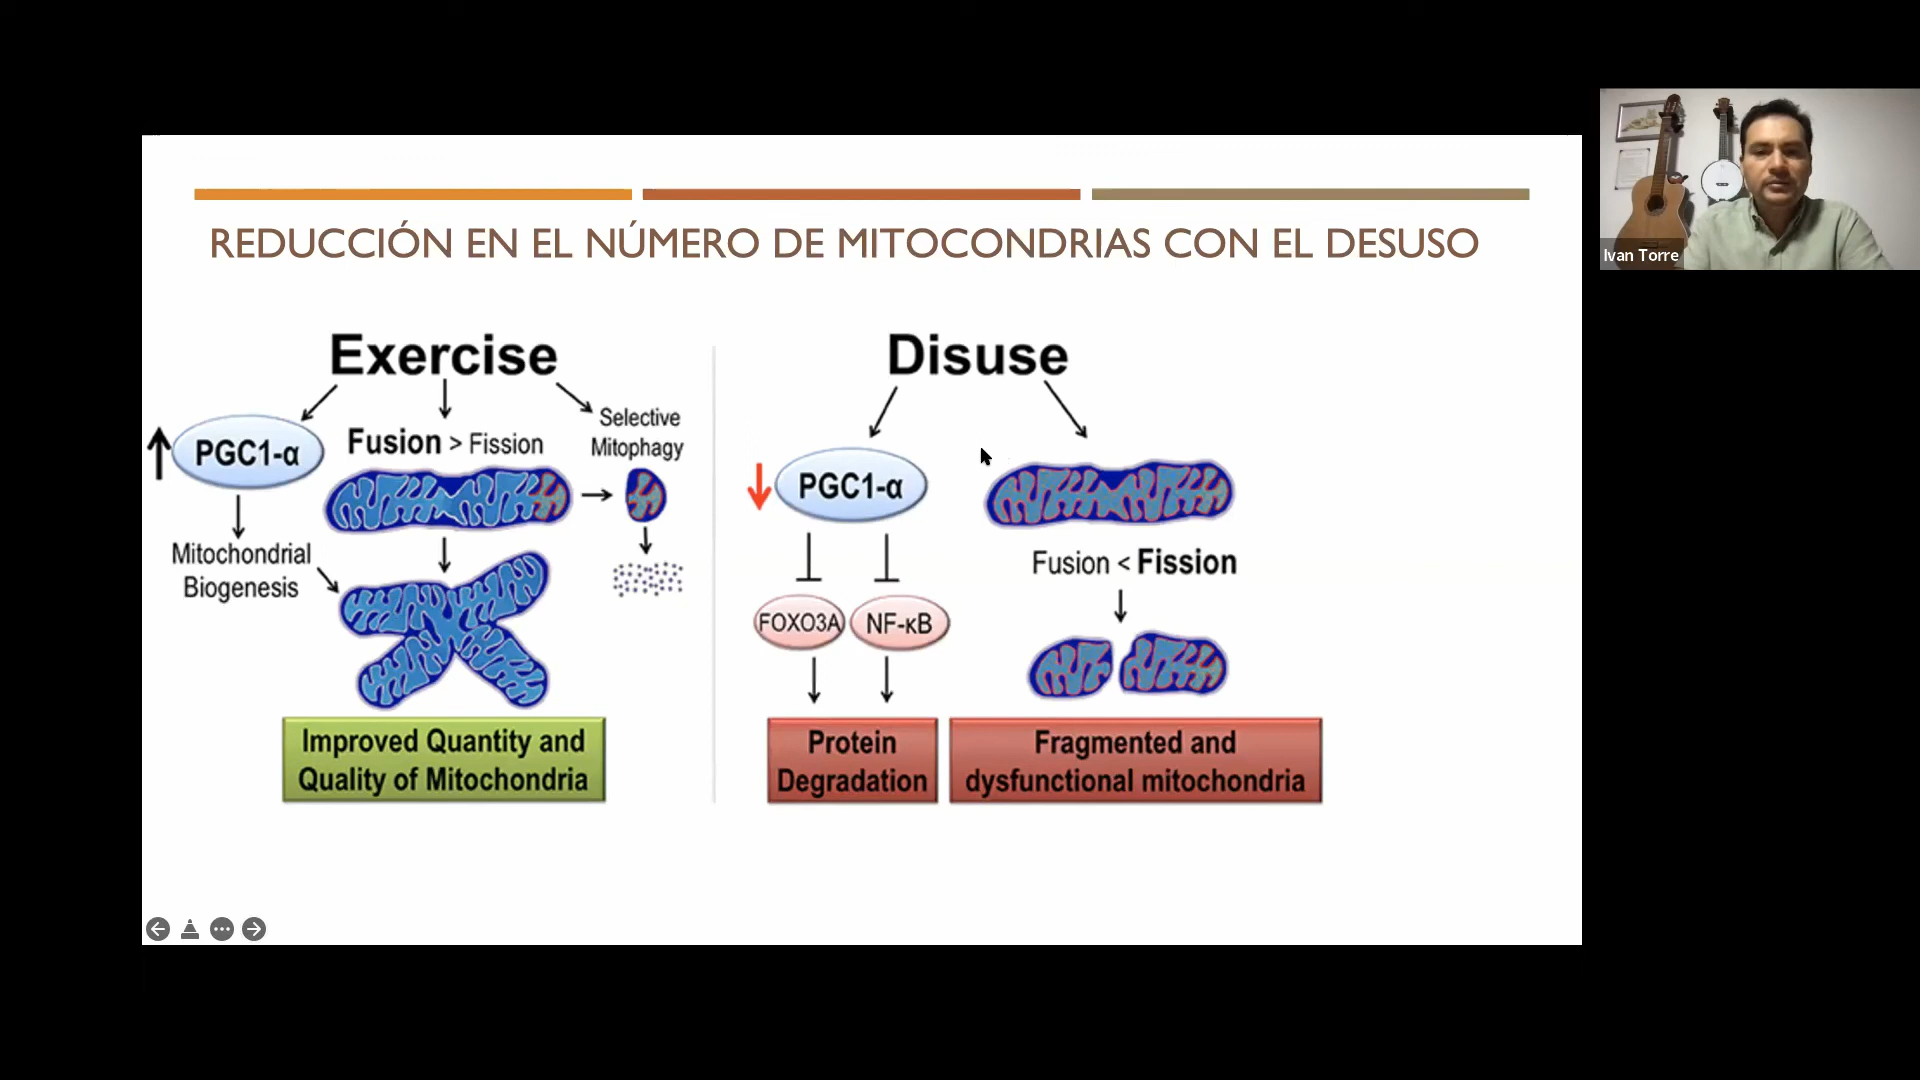 REDUCCIÓN EN EL NÚMERO DE MITOCONDRIAS CON EL DESUSO
Exercise
PGC1-α
Fusion > Fission
Selective
Mitophagy
Mitochondrial
Biogenesis
Improved Quantity and
Quality of Mitochondria
Disuse
PGC1-α
FOXO3A
NF-κB
Protein
Degradation
Fusion < Fission
Fragmented and
dysfunctional mitochondria
Ivan Torre